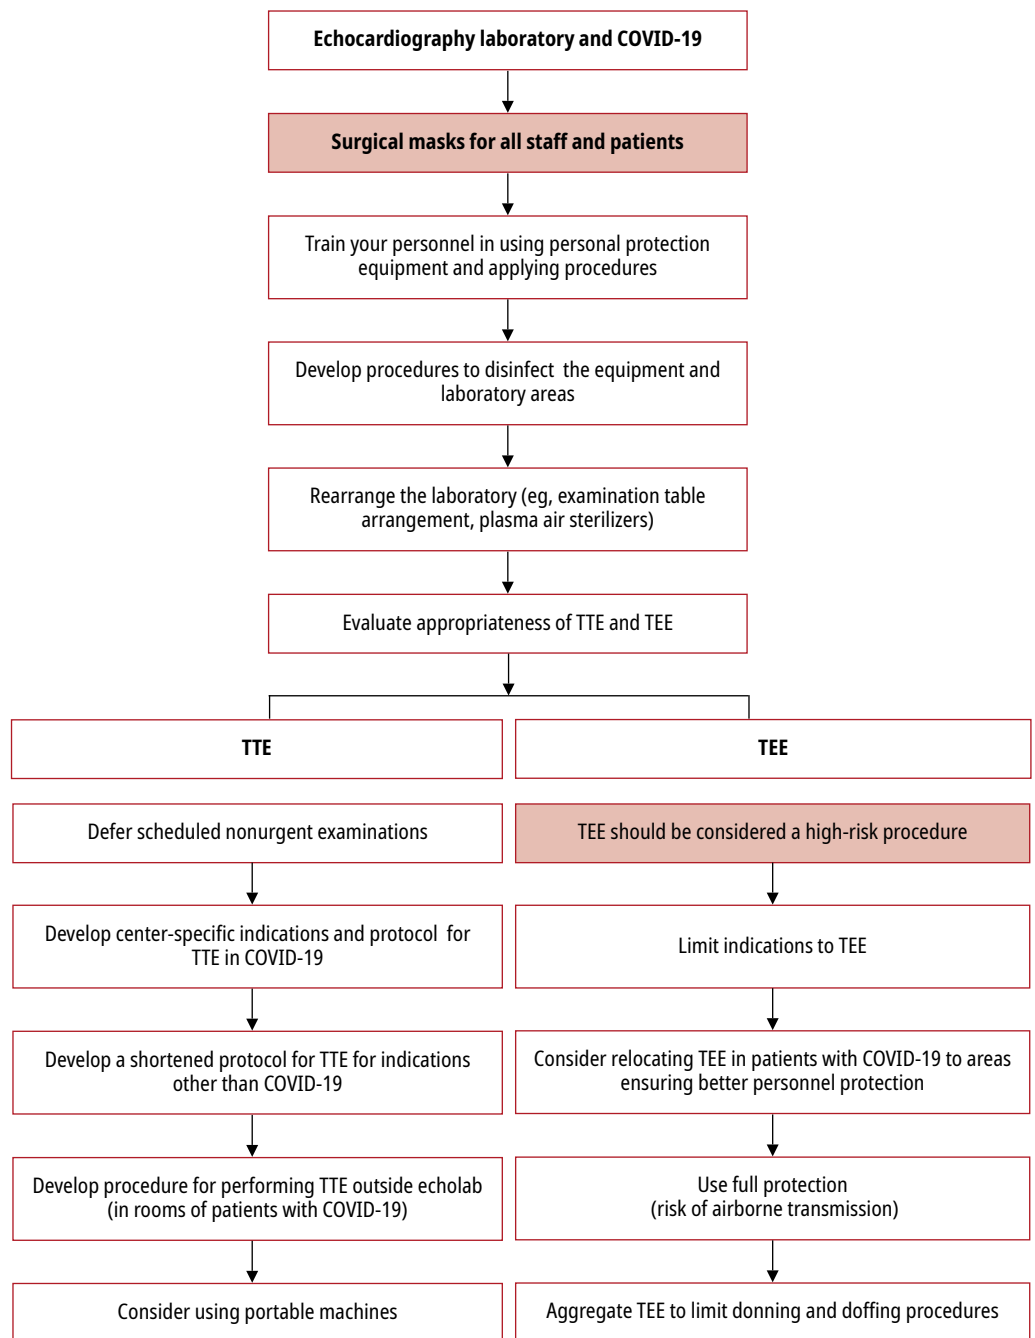 Echocardiography laboratory and COVID-19
Surgical masks for all staff and patients
Train your personnel in using personal protection
equipment and applying procedures
Develop procedures to disinfect the equipment and
laboratory areas
Rearrange the laboratory (eg, examination table
arrangement, plasma air sterilizers)
Evaluate appropriateness of TTE and TEE
TTE
Defer scheduled nonurgent examinations
Develop center-specific indications and protocol for
TTE in COVID-19
Develop a shortened protocol for TTE for indications
other than COVID-19
Develop procedure for performing TTE outside echolab
(in rooms of patients with COVID-19)
Consider using portable machines
TEE
TEE should be considered a high-risk procedure
Limit indications to TEE
Consider relocating TEE in patients with COVID-19 to areas
ensuring better personnel protection
Use full protection
(risk of airborne transmission)
Aggregate TEE to limit donning and doffing procedures